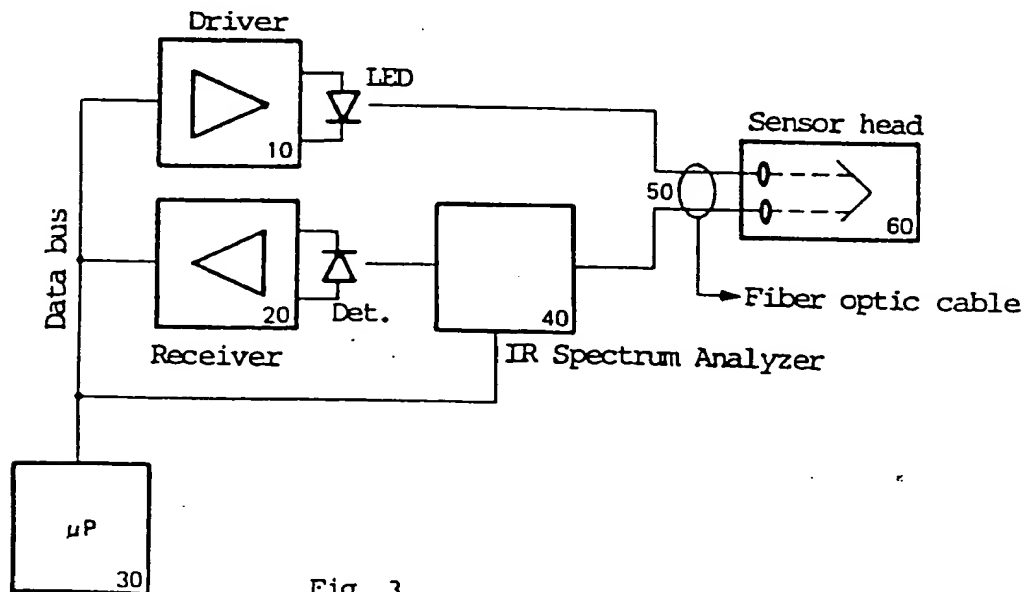 Driver
LED
10
Sensor head
50
60
Data bus
20
Det.
40
Fiber optic cable
Receiver
IR Spectrum Analyzer
µP
30
Fig. 3